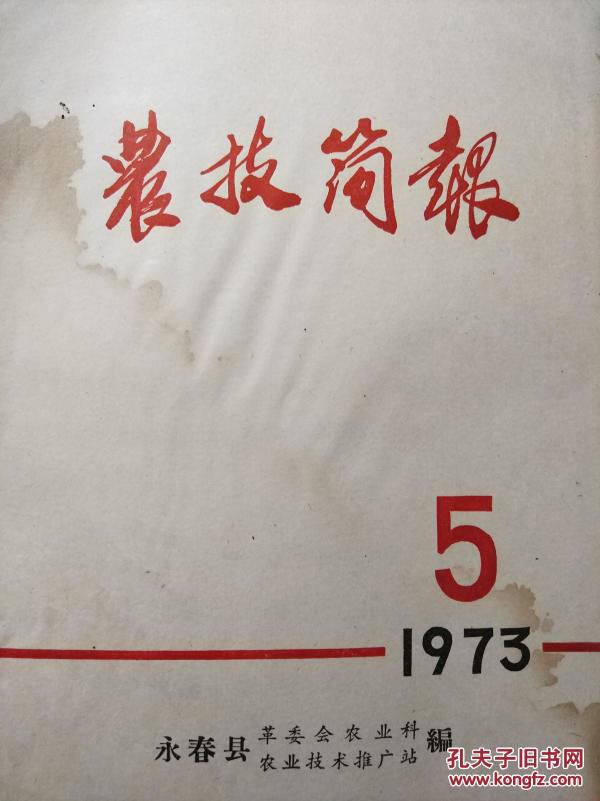 農技简報
5
1973
永春县 革委会农业科 編
农业技术推广站
孔夫子旧书网
www.kongfz.com